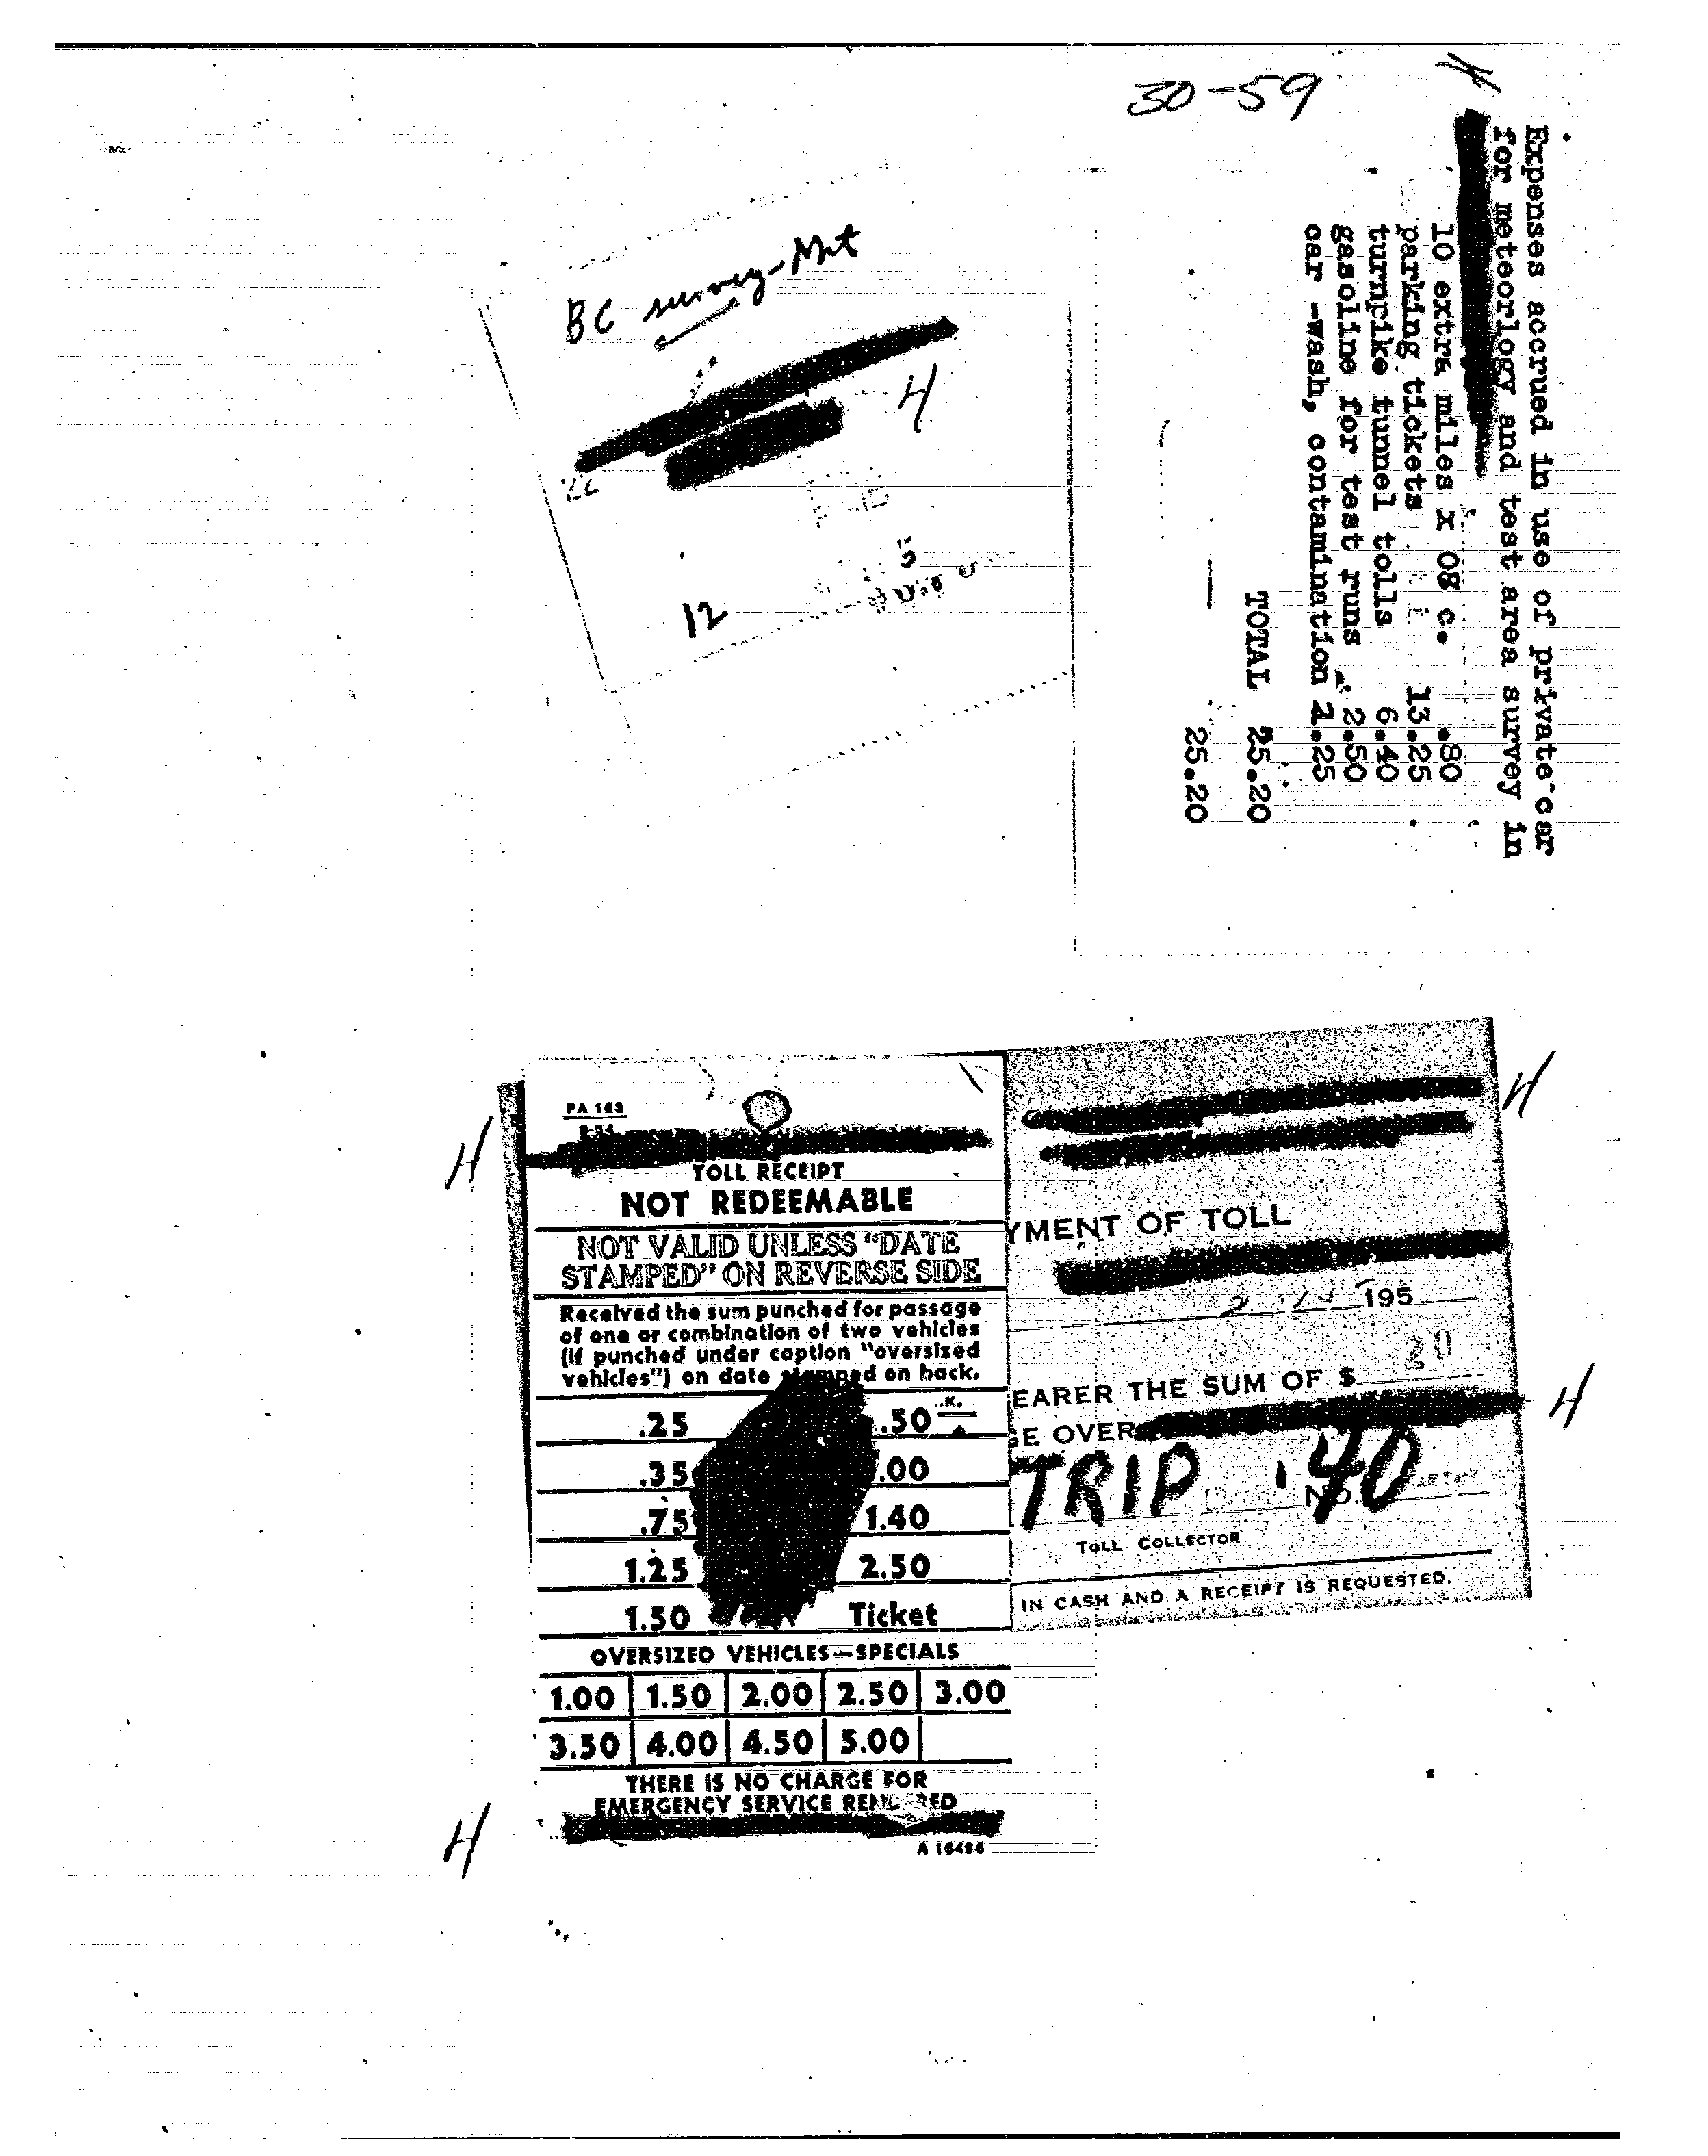 30-59
Expenses accrued in use of private car
for meteorlogy and test area survey in
10 extra miles x 08 c. .80
parking tickets 13.25
turnpike tunnel tolls 6.40
gasoline for test runs 2.50
car -wash, contamination 2.25
TOTAL 25.20
25.20
BC survey-Mnt
4
12
H
H
PA 163
TOLL RECEIPT
NOT REDEEMABLE
NOT VALID UNLESS "DATE
STAMPED" ON REVERSE SIDE
Received the sum punched for passage
of one or combination of two vehicles
(If punched under caption "oversized
vehicles") on date stamped on back.
.25 .50
.35 .00
.75 1.40
1.25 2.50
1.50 Ticket
OVERSIZED VEHICLES—SPECIALS
1.00 1.50 2.00 2.50 3.00
3.50 4.00 4.50 5.00
THERE IS NO CHARGE FOR
EMERGENCY SERVICE RENDERED
A 16494
YMENT OF TOLL
195
20
EARER THE SUM OF $
SE OVER
TRIP .40
NO.
TOLL COLLECTOR
IN CASH AND A RECEIPT IS REQUESTED.
H
H